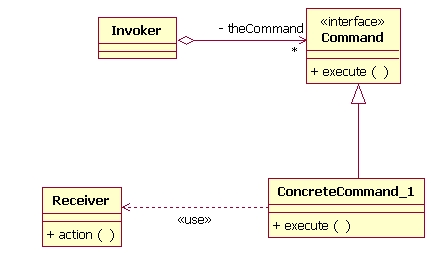 Invoker
- theCommand
*
«interface»
Command
+ execute ( )
Receiver
+ action ( )
«use»
ConcreteCommand_1
+ execute ( )